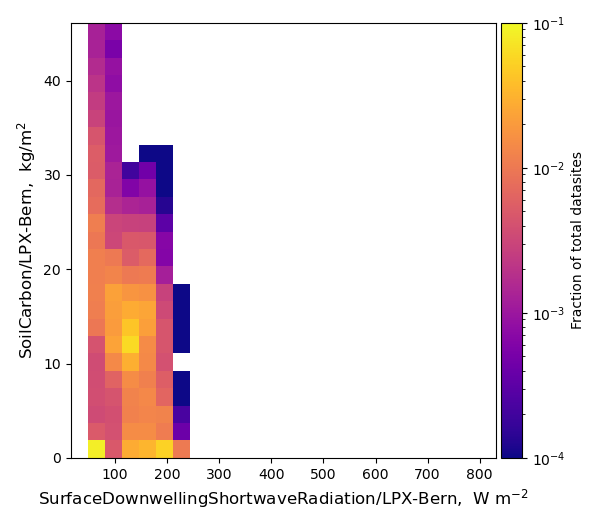 10⁻¹
40
30
20
10
0
10⁻²
10⁻³
10⁻⁴
SoilCarbon/LPX-Bern, kg/m²
Fraction of total datasites
100 200 300 400 500 600 700 800
SurfaceDownwellingShortwaveRadiation/LPX-Bern, W m⁻²